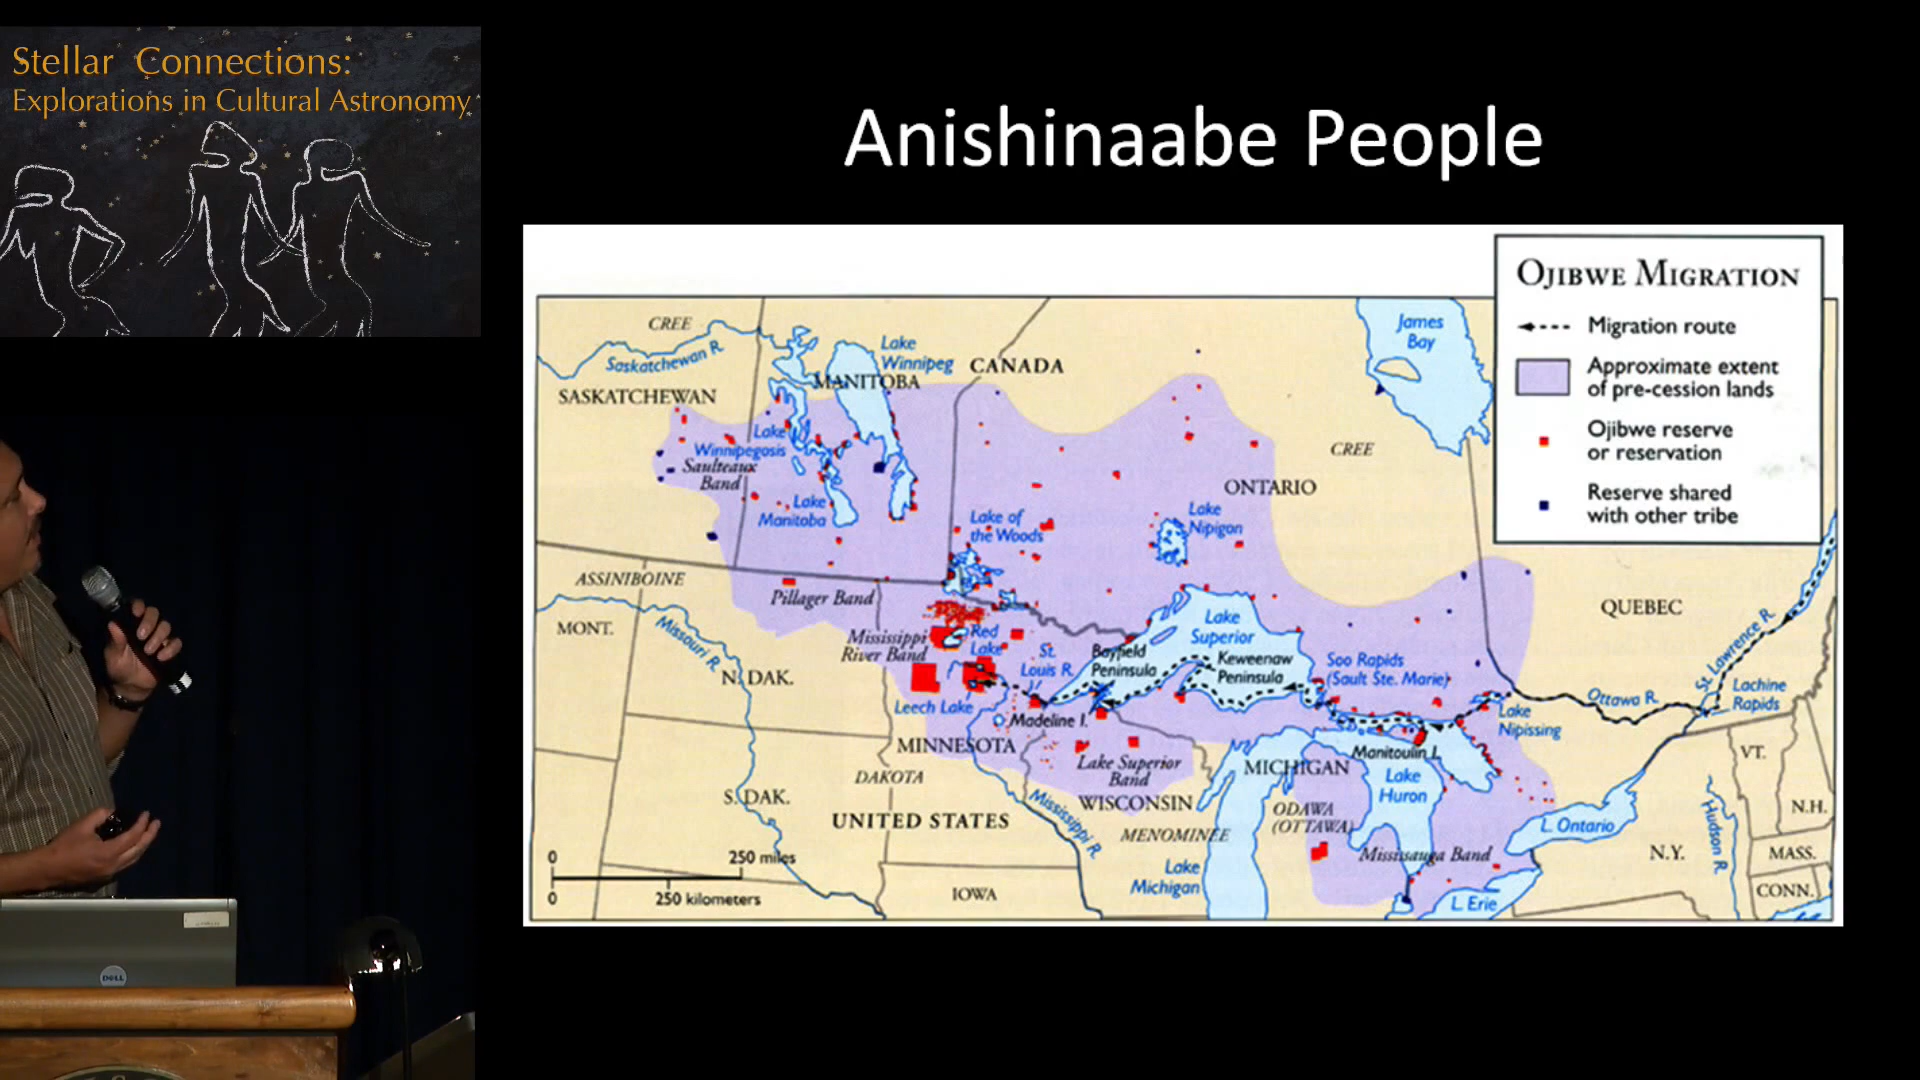 Stellar Connections:
Explorations in Cultural Astronomy
Anishinaabe People
OJIBWE MIGRATION
Migration route
Approximate extent
of pre-cession lands
Ojibwe reserve
or reservation
Reserve shared
with other tribe
CREE
Saskatchewan R.
SASKATCHEWAN
Lake
Winnipeg
MANITOBA
CANADA
James
Bay
Lake
Winnipegosis
Saulteaux
Band
Lake
Manitoba
CREE
ONTARIO
Lake of
the Woods
Lake
Nipigon
ASSINIBOINE
Pillager Band
MONT.
Missouri R.
Mississippi
River Band
Red
Lake
St.
Louis R.
Bayfield
Peninsula
Lake
Superior
Keweenaw
Peninsula
Soo Rapids
(Sault Ste. Marie)
QUEBEC
St. Lawrence R.
Ottawa R.
Lachine
Rapids
N. DAK.
Leech Lake
Madeline I.
Lake
Nipissing
MINNESOTA
Lake Superior
Band
MICHIGAN
Manitoulin I.
Lake
Huron
VT.
DAKOTA
S. DAK.
Mississippi R.
WISCONSIN
ODAWA
(OTTAWA)
N.H.
UNITED STATES
MENOMINEE
L. Ontario
Hudson R.
0
250 miles
0
250 kilometers
IOWA
Lake
Michigan
Mississauga Band
N.Y.
MASS.
CONN.
L. Erie
DELL